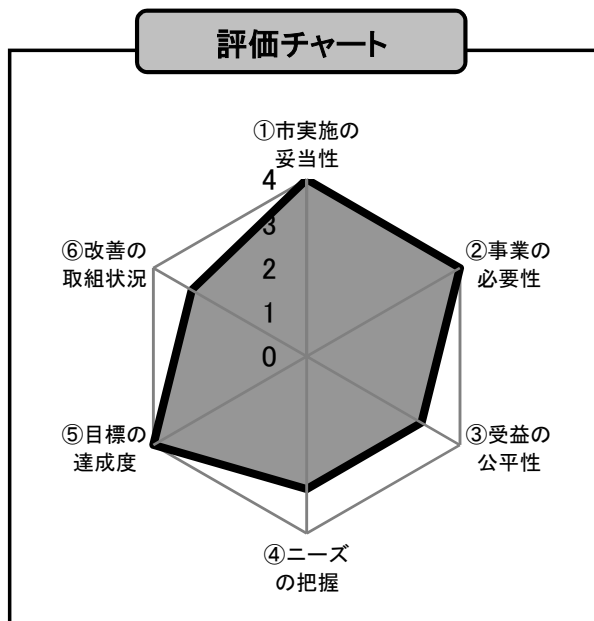 評価チャート
①市実施の
妥当性
4
3
2
1
0
②事業の
必要性
③受益の
公平性
④ニーズ
の把握
⑤目標の
達成度
⑥改善の
取組状況